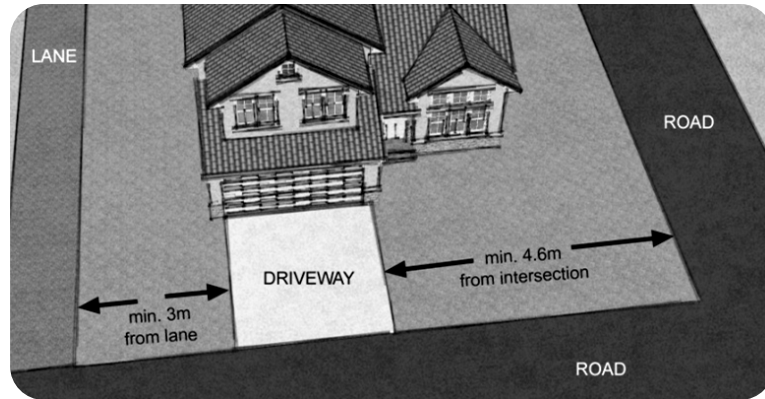 LANE
ROAD
min. 4.6m
from intersection
DRIVEWAY
min. 3m
from lane
ROAD